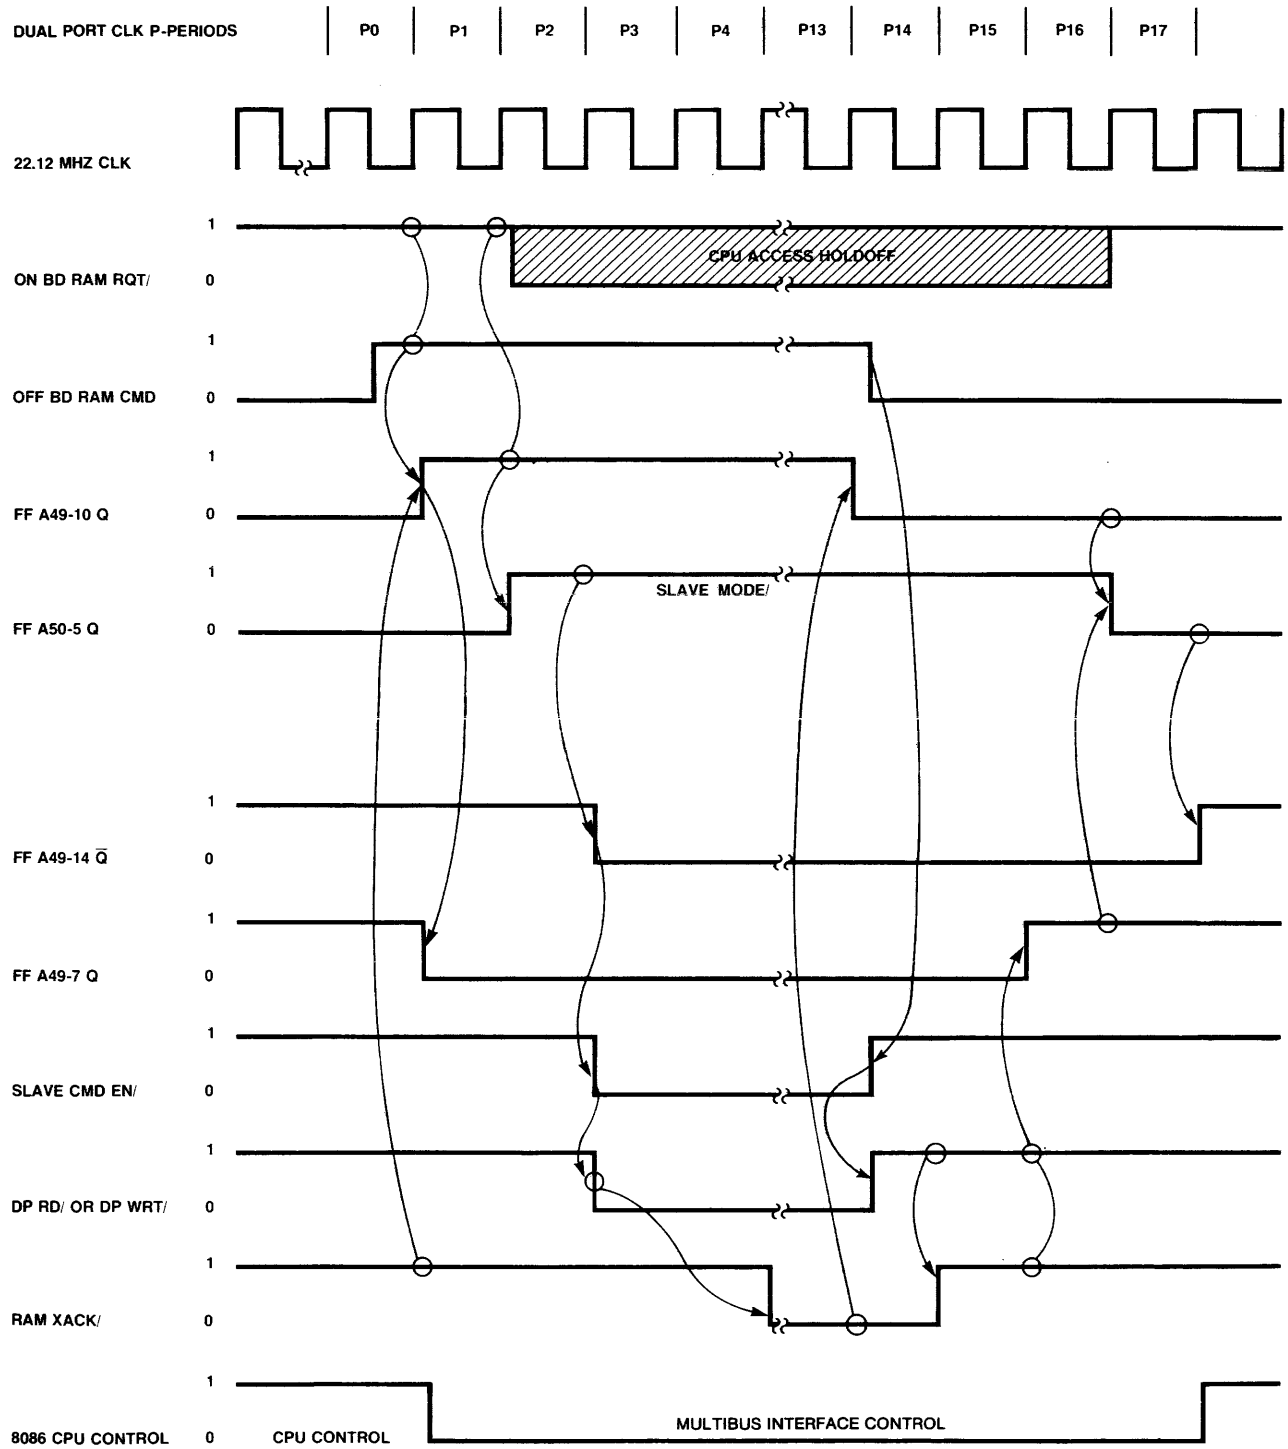 DUAL PORT CLK P-PERIODS P0 P1 P2 P3 P4 P13 P14 P15 P16 P17
22.12 MHZ CLK
1
CPU ACCESS HOLDOFF
ON BD RAM RQT/ 0
1
OFF BD RAM CMD 0
1
FF A49-10 Q 0
1
SLAVE MODE/
FF A50-5 Q 0
1
FF A49-14 Q̅ 0
1
FF A49-7 Q 0
1
SLAVE CMD EN/ 0
1
DP RD/ OR DP WRT/ 0
1
RAM XACK/ 0
1
MULTIBUS INTERFACE CONTROL
8086 CPU CONTROL 0 CPU CONTROL